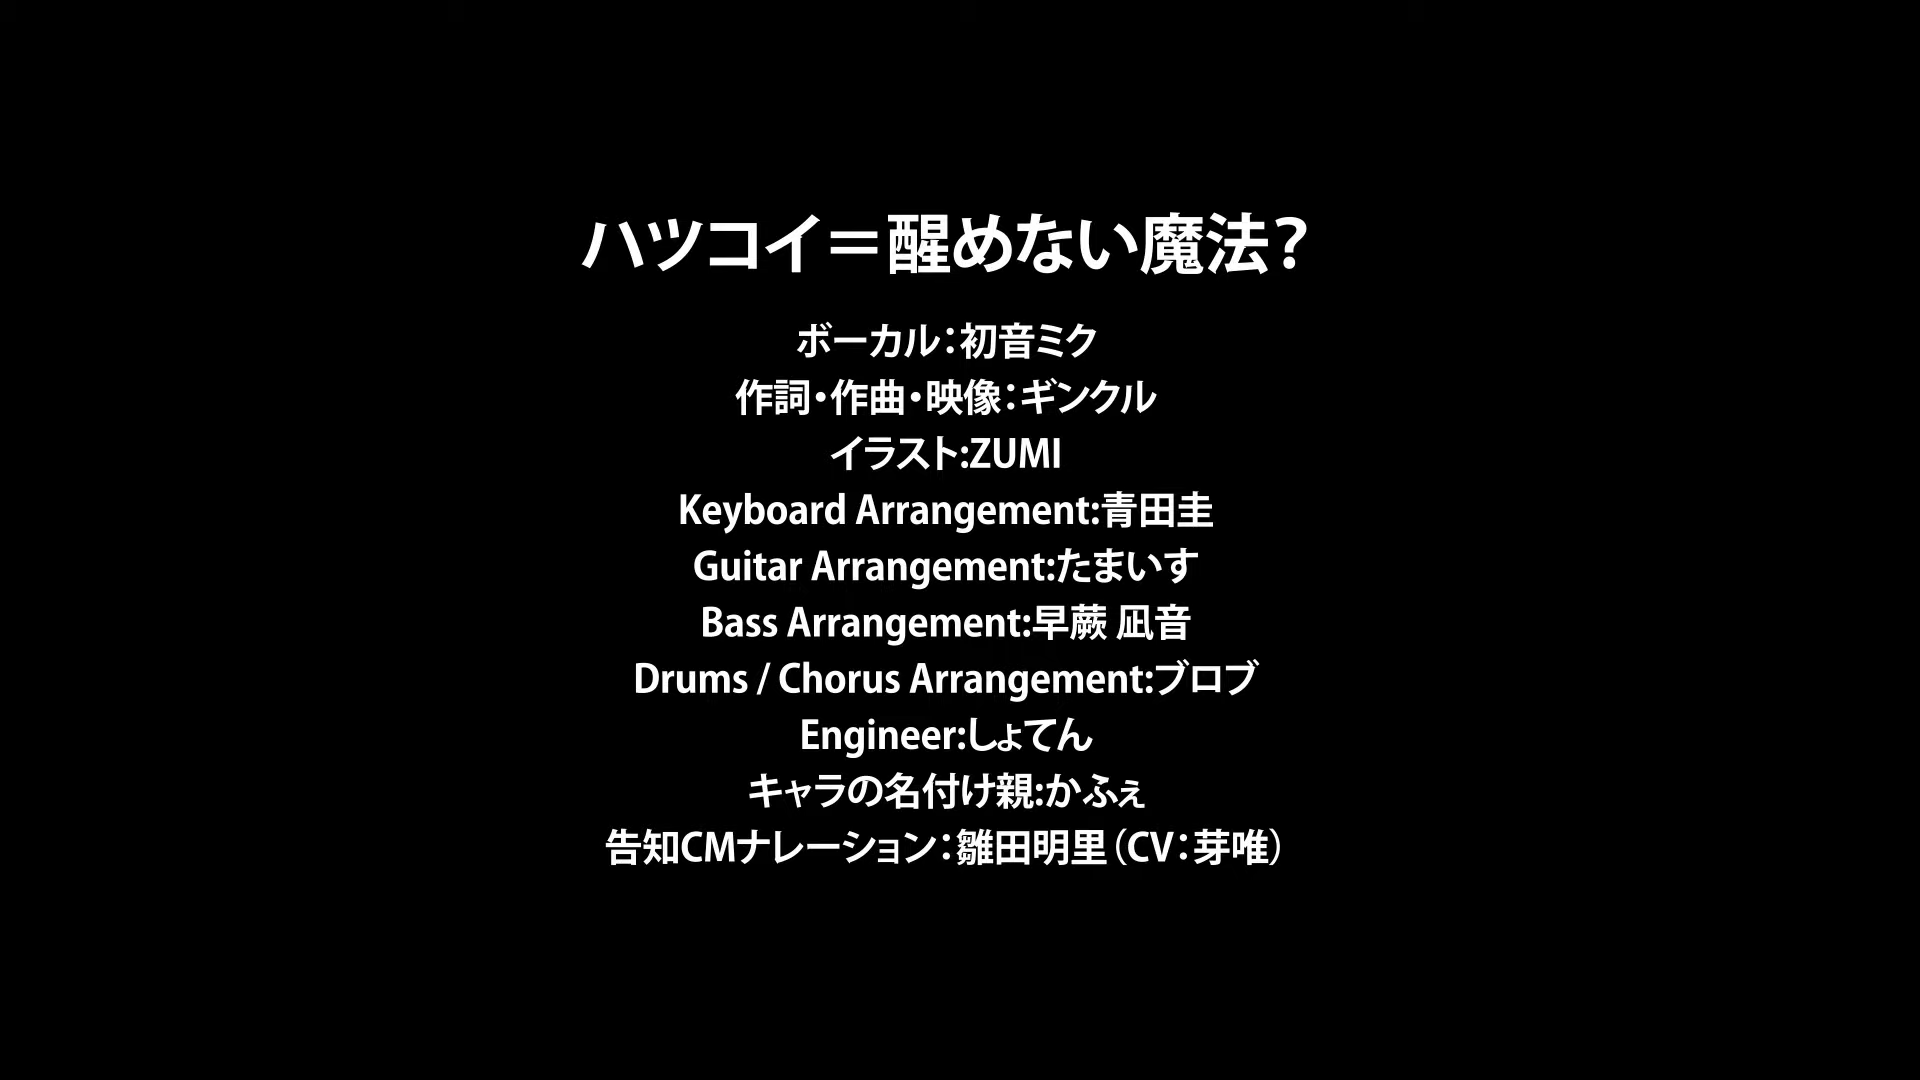 ハツコイ＝醒めない魔法？
ボーカル：初音ミク
作詞・作曲・映像：ギンクル
イラスト:ZUMI
Keyboard Arrangement:青田圭
Guitar Arrangement:たまいす
Bass Arrangement:早蕨 凪音
Drums / Chorus Arrangement:ブロブ
Engineer:しょてん
キャラの名付け親:かふぇ
告知CMナレーション：雛田明里（CV：芽唯）